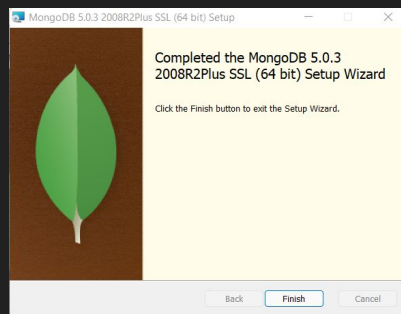 MongoDB 5.0.3 2008R2Plus SSL (64 bit) Setup
Completed the MongoDB 5.0.3
2008R2Plus SSL (64 bit) Setup Wizard
Click the Finish button to exit the Setup Wizard.
Back Finish Cancel